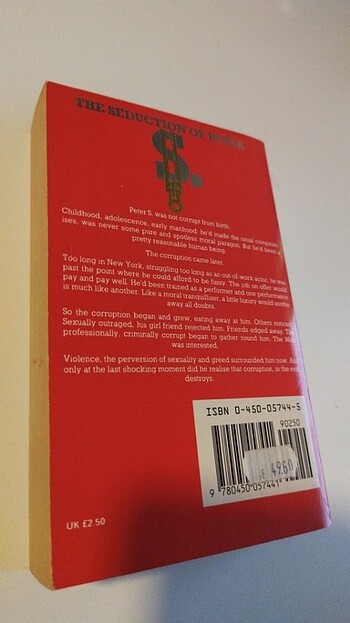 THE SEDUCTION OF PETER
S.
Peter S. was not corrupt from birth.
Childhood, adolescence, early manhood: he'd made the usual comprom-
ises, was never some pure and spotless moral paragon. But he'd been a
pretty reasonable human being.
The corruption came later.
Too long in New York, struggling too long as an out of work actor, he was
past the point where he could afford to be fussy. The job on offer would
pay and pay well. He'd been trained as a performer and one performance
is much like another. Like a moral tranquilliser, a little luxury would soothe
away all doubts.
So the corruption began and grew, eating away at him. Others noticed.
Sexually outraged, his girl friend rejected him. Friends edged away. The
professionally, criminally corrupt began to gather round him. The
was interested.
Violence, the perversion of sexuality and greed surrounded him now. And
only at the last shocking moment did he realise that corruption, in the end,
destroys.
ISBN 0-450-05744-5
90250
4960
9 780450 057441
UK £2.50